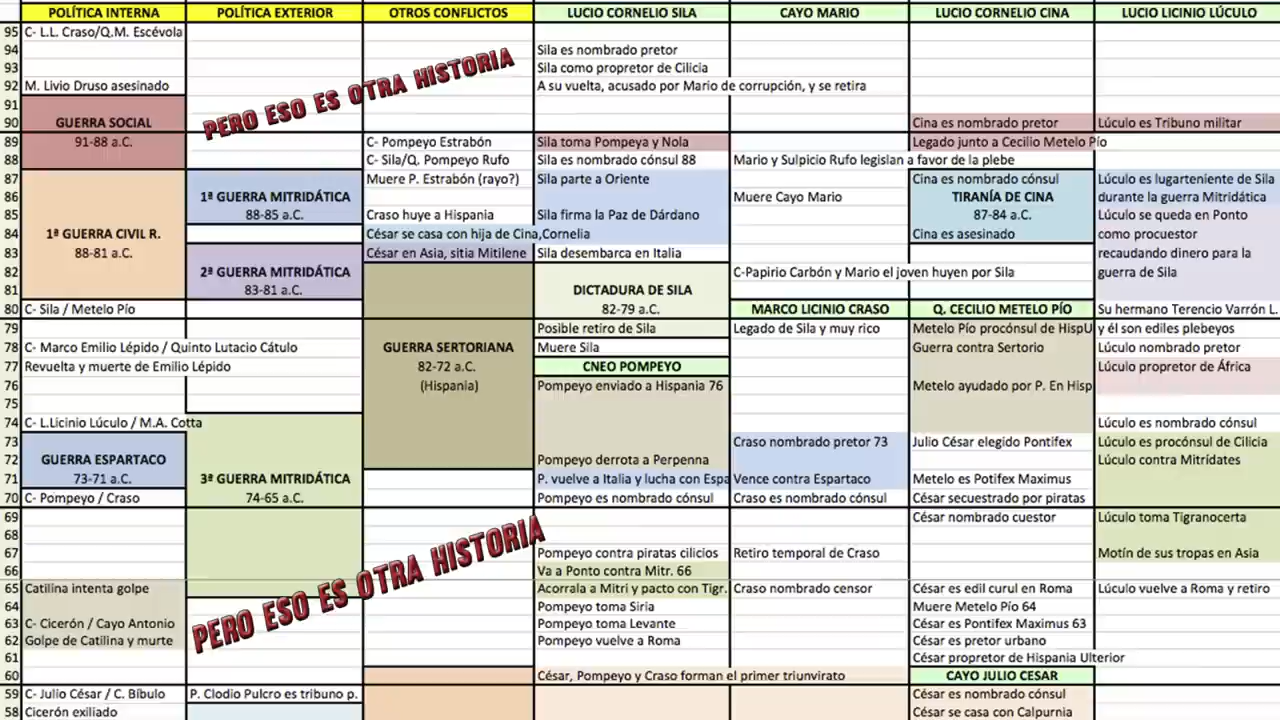 POLÍTICA INTERNA POLÍTICA EXTERIOR OTROS CONFLICTOS LUCIO CORNELIO SILA CAYO MARIO LUCIO CORNELIO CINA LUCIO LICINIO LÚCULO
95 C- L.L. Craso/Q.M. Escévola
94 Sila es nombrado pretor
93 Sila como propretor de Cilicia
92 M. Livio Druso asesinado A su vuelta, acusado por Mario de corrupción, y se retira
PERO ESO ES OTRA HISTORIA
91
90 GUERRA SOCIAL Cina es nombrado pretor Lúculo es Tribuno militar
89 91-88 a.C. C- Pompeyo Estrabón Sila toma Pompeya y Nola Legado junto a Cecilio Metelo Pío
88 C- Sila/Q. Pompeyo Rufo Sila es nombrado cónsul 88 Mario y Sulpicio Rufo legislan a favor de la plebe
87 Muere P. Estrabón (rayo?) Sila parte a Oriente Cina es nombrado cónsul Lúculo es lugarteniente de Sila
86 1ª GUERRA MITRIDÁTICA Muere Cayo Mario TIRANÍA DE CINA durante la guerra Mitridática
85 88-85 a.C. Craso huye a Hispania Sila firma la Paz de Dárdano 87-84 a.C. Lúculo se queda en Ponto
84 1ª GUERRA CIVIL R. César se casa con hija de Cina,Cornelia Cina es asesinado como procuestor
83 88-81 a.C. César en Asia, sitia Mitilene Sila desembarca en Italia recaudando dinero para la
82 2ª GUERRA MITRIDÁTICA C-Papirio Carbón y Mario el joven huyen por Sila guerra de Sila
81 83-81 a.C. DICTADURA DE SILA
80 C- Sila / Metelo Pío 82-79 a.C. MARCO LICINIO CRASO Q. CECILIO METELO PÍO Su hermano Terencio Varrón L.
79 Posible retiro de Sila Legado de Sila y muy rico Metelo Pío procónsul de HispU y él son ediles plebeyos
78 C- Marco Emilio Lépido / Quinto Lutacio Cátulo GUERRA SERTORIANA Muere Sila Guerra contra Sertorio Lúculo nombrado pretor
77 Revuelta y muerte de Emilio Lépido 82-72 a.C. CNEO POMPEYO Lúculo propretor de África
76 (Hispania) Pompeyo enviado a Hispania 76 Metelo ayudado por P. En Hisp
75
74 C- L.Licinio Lúculo / M.A. Cotta Lúculo es nombrado cónsul
73 Craso nombrado pretor 73 Julio César elegido Pontifex Lúculo es procónsul de Cilicia
72 GUERRA ESPARTACO Pompeyo derrota a Perpenna Lúculo contra Mitrídates
71 73-71 a.C. 3ª GUERRA MITRIDÁTICA P. vuelve a Italia y lucha con Espa Vence contra Espartaco Metelo es Potifex Maximus
70 C- Pompeyo / Craso 74-65 a.C. Pompeyo es nombrado cónsul Craso es nombrado cónsul César secuestrado por piratas
69 César nombrado cuestor Lúculo toma Tigranocerta
68
67 Pompeyo contra piratas cilicios Retiro temporal de Craso Motín de sus tropas en Asia
66 Va a Ponto contra Mitr. 66
PERO ESO ES OTRA HISTORIA
65 Catilina intenta golpe Acorrala a Mitri y pacto con Tigr. Craso nombrado censor César es edil curul en Roma Lúculo vuelve a Roma y retiro
64 Pompeyo toma Siria Muere Metelo Pío 64
63 C- Cicerón / Cayo Antonio Pompeyo toma Levante César es Pontifex Maximus 63
62 Golpe de Catilina y murte Pompeyo vuelve a Roma César es pretor urbano
61 César propretor de Hispania Ulterior
60 César, Pompeyo y Craso forman el primer triunvirato CAYO JULIO CESAR
59 C- Julio César / C. Bíbulo P. Clodio Pulcro es tribuno p. César es nombrado cónsul
58 Cicerón exiliado César se casa con Calpurnia